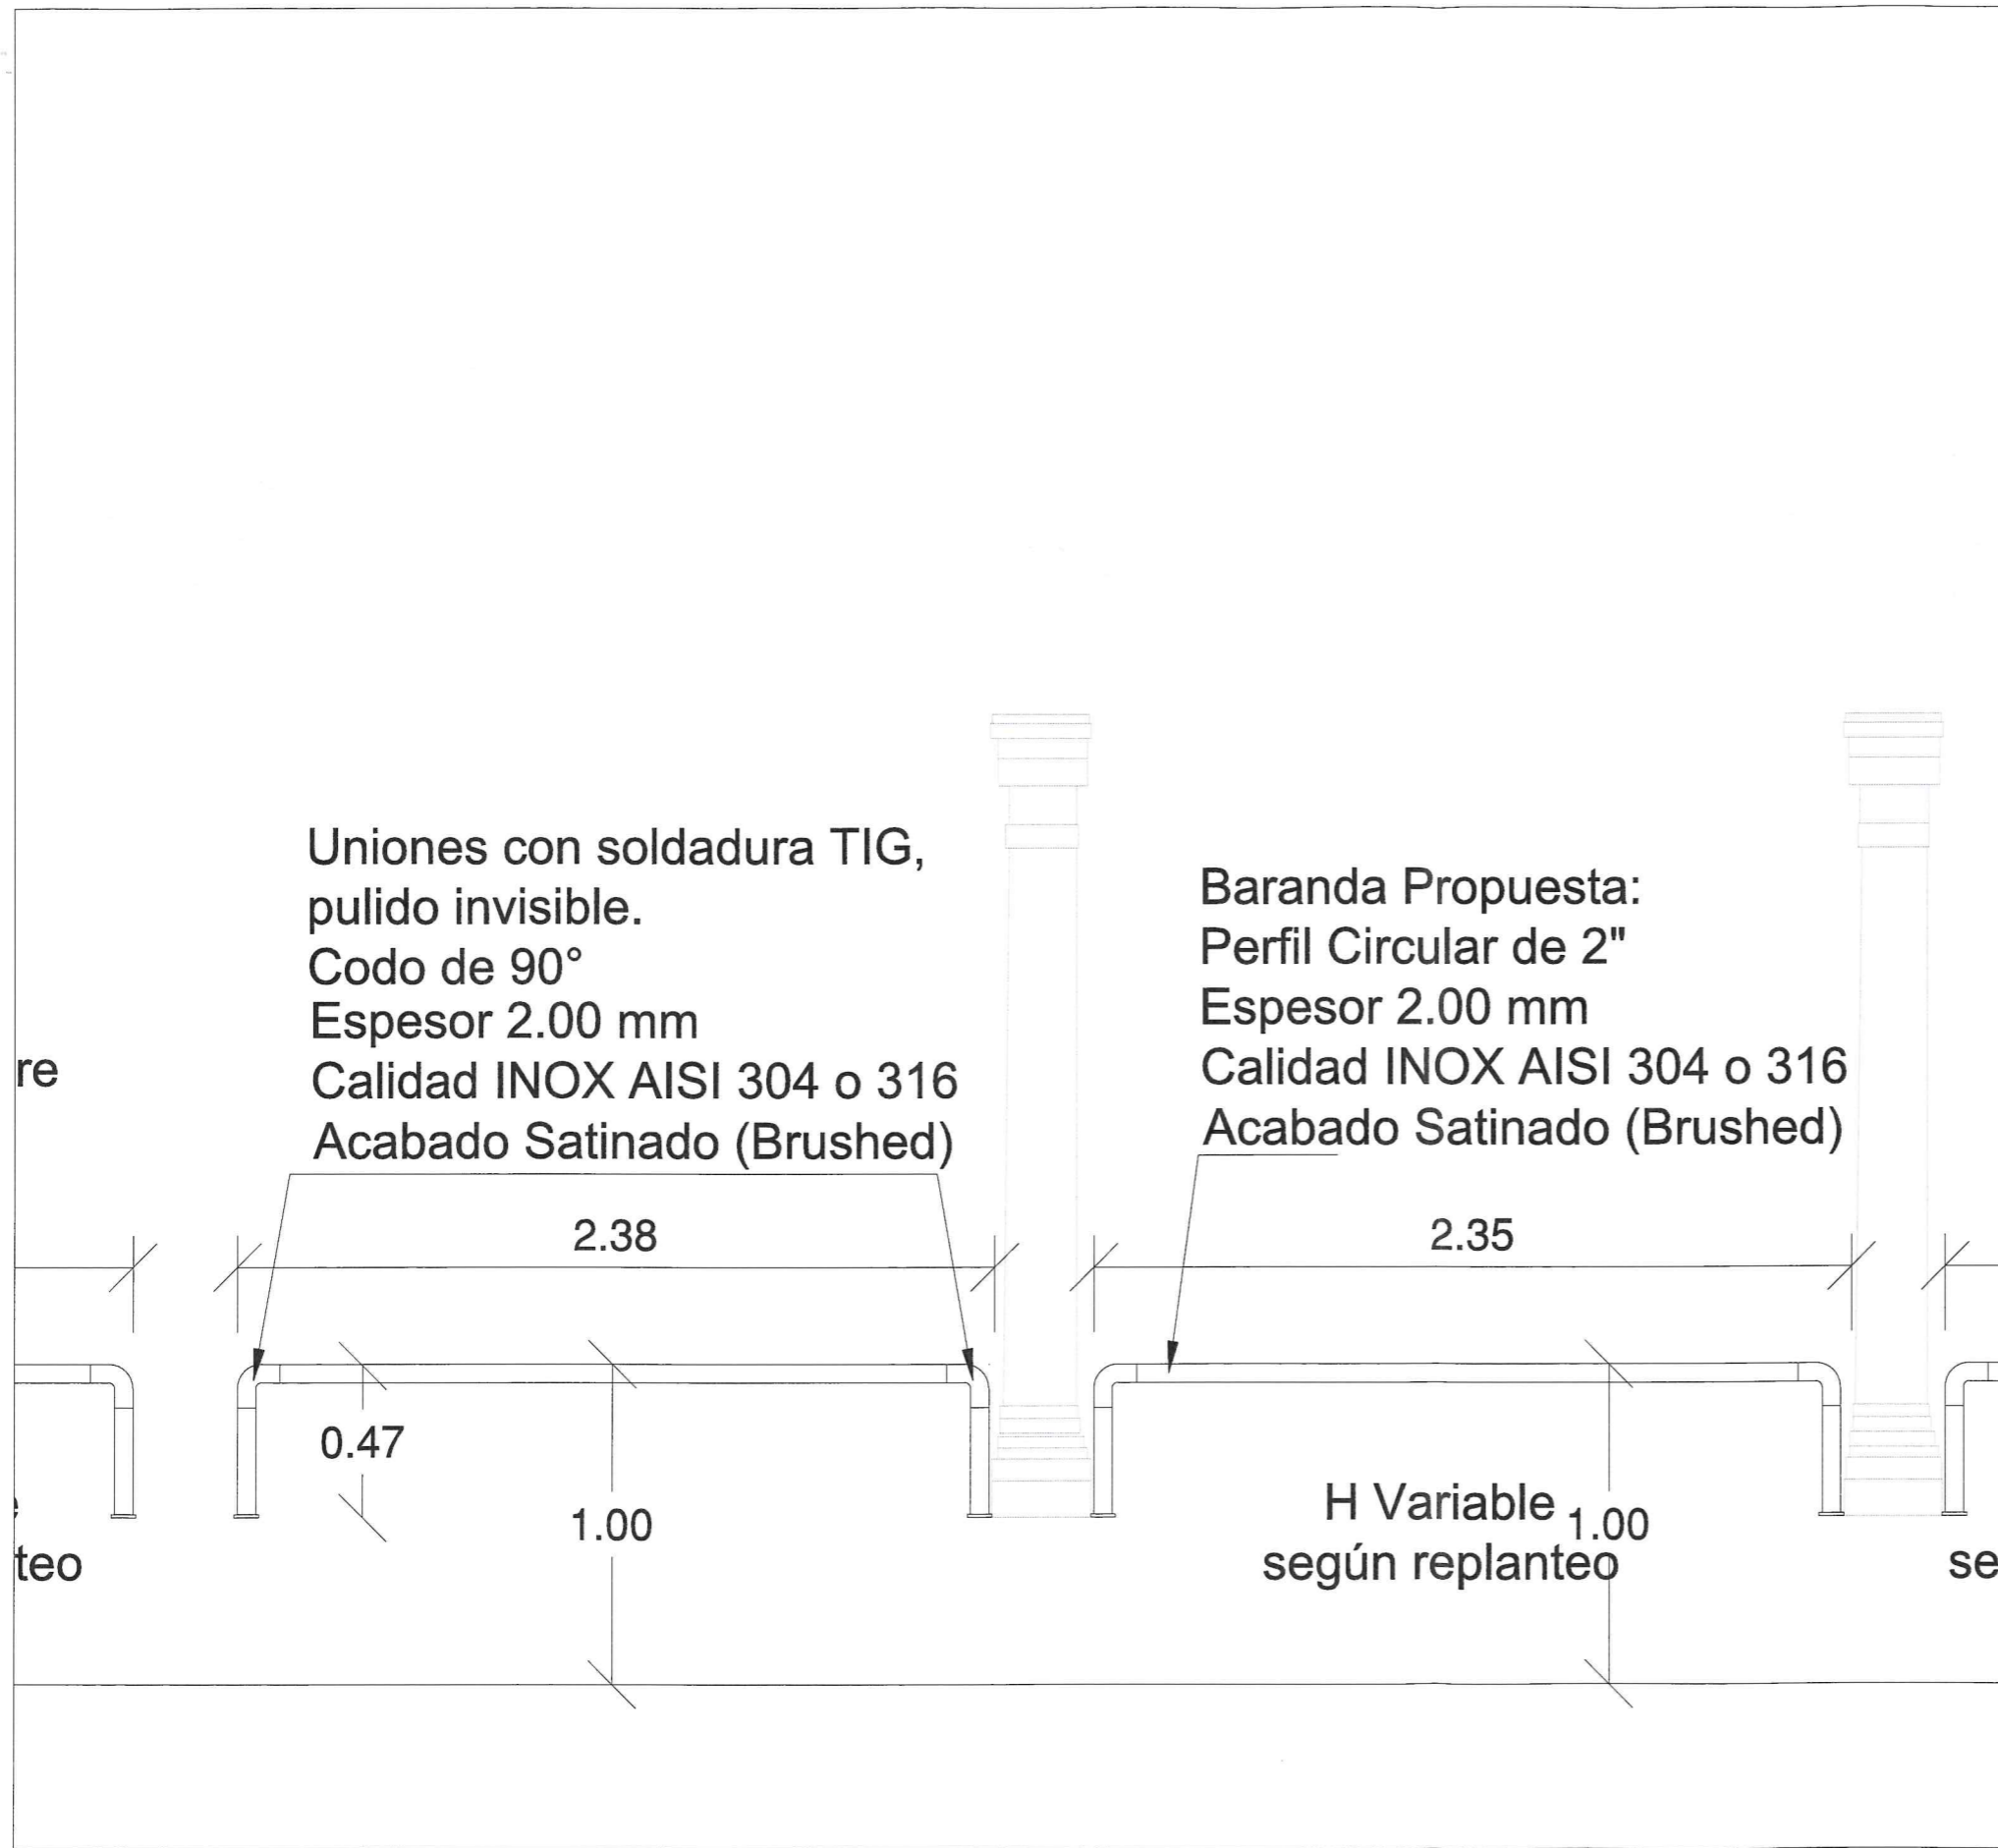 Uniones con soldadura TIG,
pulido invisible.
Codo de 90°
Espesor 2.00 mm
Calidad INOX AISI 304 o 316
Acabado Satinado (Brushed)
Baranda Propuesta:
Perfil Circular de 2"
Espesor 2.00 mm
Calidad INOX AISI 304 o 316
Acabado Satinado (Brushed)
re
2.38
2.35
0.47
1.00
H Variable
según replanteo
1.00
teo
se